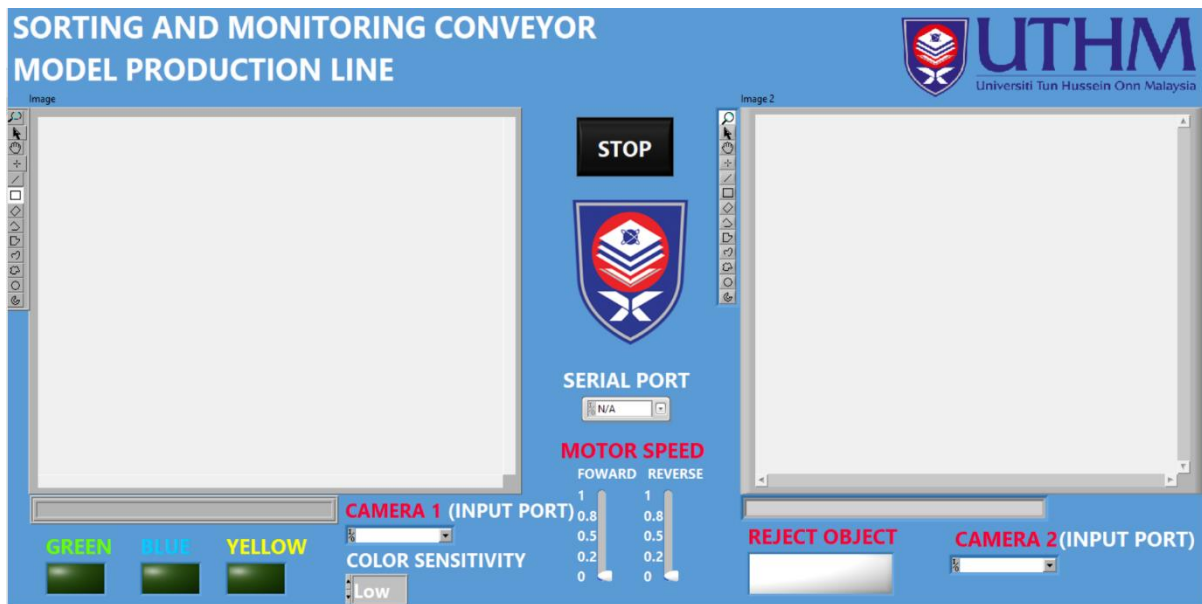 SORTING AND MONITORING CONVEYOR
MODEL PRODUCTION LINE
UTHM
Universiti Tun Hussein Onn Malaysia
Image
Image 2
STOP
SERIAL PORT
N/A
MOTOR SPEED
FOWARD REVERSE
1 1
0.8 0.8
0.5 0.5
0.2 0.2
0 0
CAMERA 1 (INPUT PORT)
COLOR SENSITIVITY
Low
GREEN BLUE YELLOW
REJECT OBJECT
CAMERA 2 (INPUT PORT)